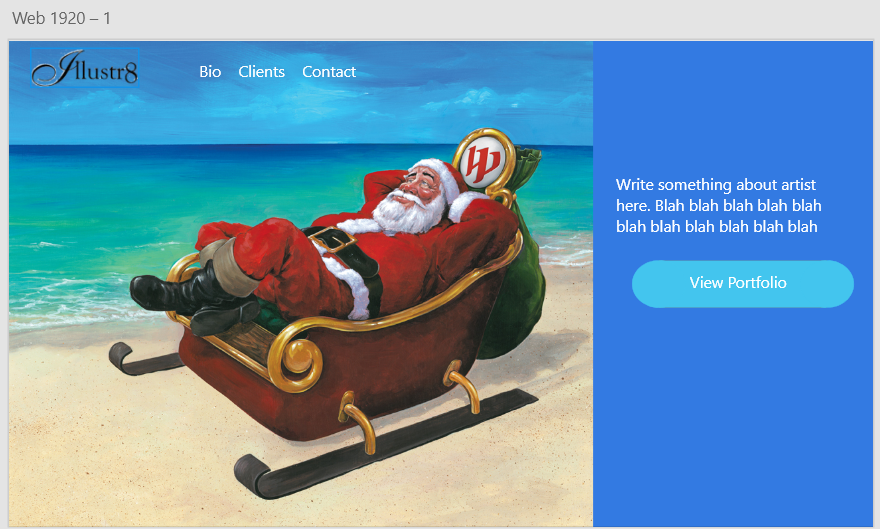 Web 1920 – 1
Illustr8
Bio Clients Contact
Write something about artist
here. Blah blah blah blah blah
blah blah blah blah blah blah
View Portfolio